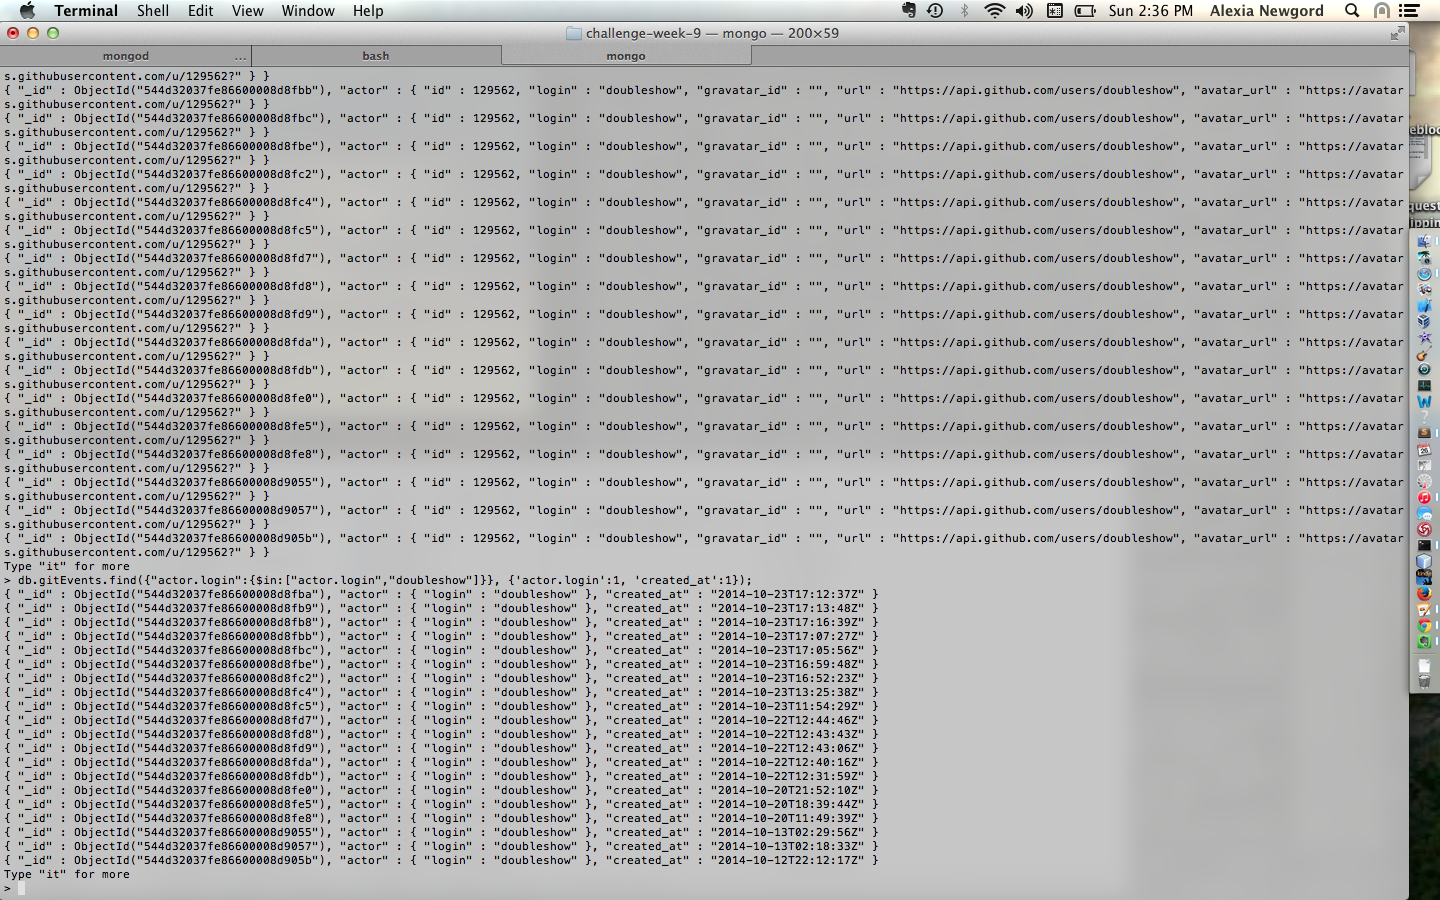 Terminal Shell Edit View Window Help Sun 2:36 PM Alexia Newgord
challenge-week-9 — mongo — 200×59
mongod ... bash mongo
s.githubusercontent.com/u/129562?" } }
{ "_id" : ObjectId("544d32037fe86600008d8fbb"), "actor" : { "id" : 129562, "login" : "doubleshow", "gravatar_id" : "", "url" : "https://api.github.com/users/doubleshow", "avatar_url" : "https://avatar
s.githubusercontent.com/u/129562?" } }
{ "_id" : ObjectId("544d32037fe86600008d8fbc"), "actor" : { "id" : 129562, "login" : "doubleshow", "gravatar_id" : "", "url" : "https://api.github.com/users/doubleshow", "avatar_url" : "https://avatar
s.githubusercontent.com/u/129562?" } }
{ "_id" : ObjectId("544d32037fe86600008d8fbe"), "actor" : { "id" : 129562, "login" : "doubleshow", "gravatar_id" : "", "url" : "https://api.github.com/users/doubleshow", "avatar_url" : "https://avatar
s.githubusercontent.com/u/129562?" } }
{ "_id" : ObjectId("544d32037fe86600008d8fc2"), "actor" : { "id" : 129562, "login" : "doubleshow", "gravatar_id" : "", "url" : "https://api.github.com/users/doubleshow", "avatar_url" : "https://avatar
s.githubusercontent.com/u/129562?" } }
{ "_id" : ObjectId("544d32037fe86600008d8fc4"), "actor" : { "id" : 129562, "login" : "doubleshow", "gravatar_id" : "", "url" : "https://api.github.com/users/doubleshow", "avatar_url" : "https://avatar
s.githubusercontent.com/u/129562?" } }
{ "_id" : ObjectId("544d32037fe86600008d8fc5"), "actor" : { "id" : 129562, "login" : "doubleshow", "gravatar_id" : "", "url" : "https://api.github.com/users/doubleshow", "avatar_url" : "https://avatar
s.githubusercontent.com/u/129562?" } }
{ "_id" : ObjectId("544d32037fe86600008d8fd7"), "actor" : { "id" : 129562, "login" : "doubleshow", "gravatar_id" : "", "url" : "https://api.github.com/users/doubleshow", "avatar_url" : "https://avatar
s.githubusercontent.com/u/129562?" } }
{ "_id" : ObjectId("544d32037fe86600008d8fd8"), "actor" : { "id" : 129562, "login" : "doubleshow", "gravatar_id" : "", "url" : "https://api.github.com/users/doubleshow", "avatar_url" : "https://avatar
s.githubusercontent.com/u/129562?" } }
{ "_id" : ObjectId("544d32037fe86600008d8fd9"), "actor" : { "id" : 129562, "login" : "doubleshow", "gravatar_id" : "", "url" : "https://api.github.com/users/doubleshow", "avatar_url" : "https://avatar
s.githubusercontent.com/u/129562?" } }
{ "_id" : ObjectId("544d32037fe86600008d8fda"), "actor" : { "id" : 129562, "login" : "doubleshow", "gravatar_id" : "", "url" : "https://api.github.com/users/doubleshow", "avatar_url" : "https://avatar
s.githubusercontent.com/u/129562?" } }
{ "_id" : ObjectId("544d32037fe86600008d8fdb"), "actor" : { "id" : 129562, "login" : "doubleshow", "gravatar_id" : "", "url" : "https://api.github.com/users/doubleshow", "avatar_url" : "https://avatar
s.githubusercontent.com/u/129562?" } }
{ "_id" : ObjectId("544d32037fe86600008d8fe0"), "actor" : { "id" : 129562, "login" : "doubleshow", "gravatar_id" : "", "url" : "https://api.github.com/users/doubleshow", "avatar_url" : "https://avatar
s.githubusercontent.com/u/129562?" } }
{ "_id" : ObjectId("544d32037fe86600008d8fe5"), "actor" : { "id" : 129562, "login" : "doubleshow", "gravatar_id" : "", "url" : "https://api.github.com/users/doubleshow", "avatar_url" : "https://avatar
s.githubusercontent.com/u/129562?" } }
{ "_id" : ObjectId("544d32037fe86600008d8fe8"), "actor" : { "id" : 129562, "login" : "doubleshow", "gravatar_id" : "", "url" : "https://api.github.com/users/doubleshow", "avatar_url" : "https://avatar
s.githubusercontent.com/u/129562?" } }
{ "_id" : ObjectId("544d32037fe86600008d9055"), "actor" : { "id" : 129562, "login" : "doubleshow", "gravatar_id" : "", "url" : "https://api.github.com/users/doubleshow", "avatar_url" : "https://avatar
s.githubusercontent.com/u/129562?" } }
{ "_id" : ObjectId("544d32037fe86600008d9057"), "actor" : { "id" : 129562, "login" : "doubleshow", "gravatar_id" : "", "url" : "https://api.github.com/users/doubleshow", "avatar_url" : "https://avatar
s.githubusercontent.com/u/129562?" } }
{ "_id" : ObjectId("544d32037fe86600008d905b"), "actor" : { "id" : 129562, "login" : "doubleshow", "gravatar_id" : "", "url" : "https://api.github.com/users/doubleshow", "avatar_url" : "https://avatar
s.githubusercontent.com/u/129562?" } }
Type "it" for more
> db.gitEvents.find({"actor.login":{$in:["actor.login","doubleshow"]}}, {'actor.login':1, 'created_at':1});
{ "_id" : ObjectId("544d32037fe86600008d8fba"), "actor" : { "login" : "doubleshow" }, "created_at" : "2014-10-23T17:12:37Z" }
{ "_id" : ObjectId("544d32037fe86600008d8fb9"), "actor" : { "login" : "doubleshow" }, "created_at" : "2014-10-23T17:13:48Z" }
{ "_id" : ObjectId("544d32037fe86600008d8fb8"), "actor" : { "login" : "doubleshow" }, "created_at" : "2014-10-23T17:16:39Z" }
{ "_id" : ObjectId("544d32037fe86600008d8fbb"), "actor" : { "login" : "doubleshow" }, "created_at" : "2014-10-23T17:07:27Z" }
{ "_id" : ObjectId("544d32037fe86600008d8fbc"), "actor" : { "login" : "doubleshow" }, "created_at" : "2014-10-23T17:05:56Z" }
{ "_id" : ObjectId("544d32037fe86600008d8fbe"), "actor" : { "login" : "doubleshow" }, "created_at" : "2014-10-23T16:59:48Z" }
{ "_id" : ObjectId("544d32037fe86600008d8fc2"), "actor" : { "login" : "doubleshow" }, "created_at" : "2014-10-23T16:52:23Z" }
{ "_id" : ObjectId("544d32037fe86600008d8fc4"), "actor" : { "login" : "doubleshow" }, "created_at" : "2014-10-23T13:25:38Z" }
{ "_id" : ObjectId("544d32037fe86600008d8fc5"), "actor" : { "login" : "doubleshow" }, "created_at" : "2014-10-23T11:54:29Z" }
{ "_id" : ObjectId("544d32037fe86600008d8fd7"), "actor" : { "login" : "doubleshow" }, "created_at" : "2014-10-22T12:44:46Z" }
{ "_id" : ObjectId("544d32037fe86600008d8fd8"), "actor" : { "login" : "doubleshow" }, "created_at" : "2014-10-22T12:43:43Z" }
{ "_id" : ObjectId("544d32037fe86600008d8fd9"), "actor" : { "login" : "doubleshow" }, "created_at" : "2014-10-22T12:43:06Z" }
{ "_id" : ObjectId("544d32037fe86600008d8fda"), "actor" : { "login" : "doubleshow" }, "created_at" : "2014-10-22T12:40:16Z" }
{ "_id" : ObjectId("544d32037fe86600008d8fdb"), "actor" : { "login" : "doubleshow" }, "created_at" : "2014-10-22T12:31:59Z" }
{ "_id" : ObjectId("544d32037fe86600008d8fe0"), "actor" : { "login" : "doubleshow" }, "created_at" : "2014-10-20T21:52:10Z" }
{ "_id" : ObjectId("544d32037fe86600008d8fe5"), "actor" : { "login" : "doubleshow" }, "created_at" : "2014-10-20T18:39:44Z" }
{ "_id" : ObjectId("544d32037fe86600008d8fe8"), "actor" : { "login" : "doubleshow" }, "created_at" : "2014-10-20T11:49:39Z" }
{ "_id" : ObjectId("544d32037fe86600008d9055"), "actor" : { "login" : "doubleshow" }, "created_at" : "2014-10-13T02:29:56Z" }
{ "_id" : ObjectId("544d32037fe86600008d9057"), "actor" : { "login" : "doubleshow" }, "created_at" : "2014-10-13T02:18:33Z" }
{ "_id" : ObjectId("544d32037fe86600008d905b"), "actor" : { "login" : "doubleshow" }, "created_at" : "2014-10-12T22:12:17Z" }
Type "it" for more
>